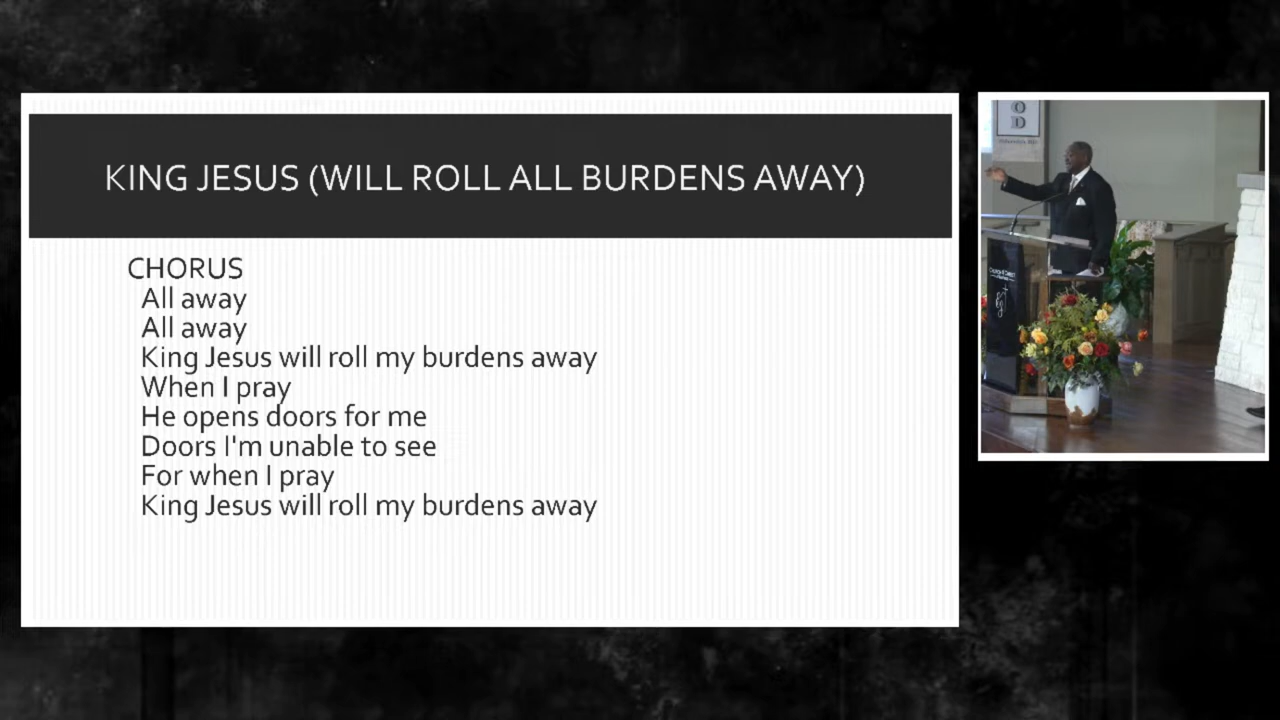 KING JESUS (WILL ROLL ALL BURDENS AWAY)
CHORUS
All away
All away
King Jesus will roll my burdens away
When I pray
He opens doors for me
Doors I'm unable to see
For when I pray
King Jesus will roll my burdens away
O
D